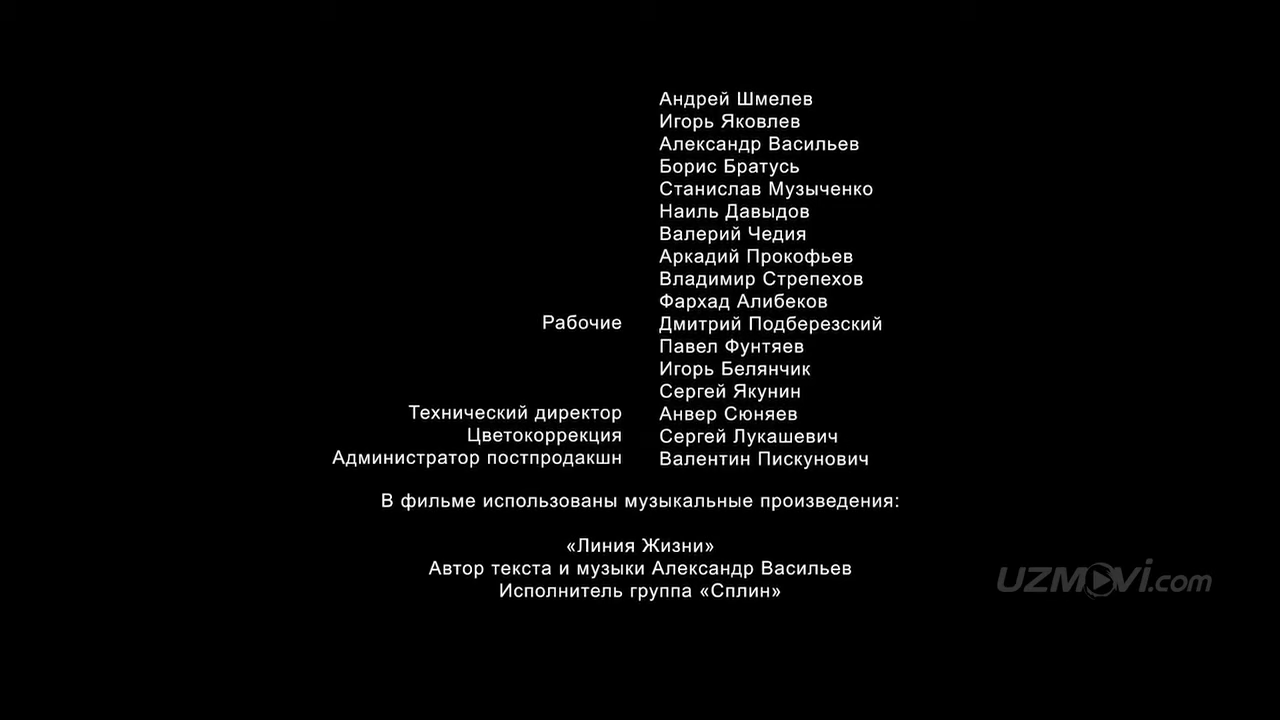 Андрей Шмелев
Игорь Яковлев
Александр Васильев
Борис Братусь
Станислав Музыченко
Наиль Давыдов
Валерий Чедия
Аркадий Прокофьев
Владимир Стрепехов
Фархад Алибеков
Рабочие Дмитрий Подберезский
Павел Фунтяев
Игорь Белянчик
Сергей Якунин
Технический директор Анвер Сюняев
Цветокоррекция Сергей Лукашевич
Администратор постпродакшн Валентин Пискунович
В фильме использованы музыкальные произведения:
«Линия Жизни»
Автор текста и музыки Александр Васильев
Исполнитель группа «Сплин»
UZMOVi.com